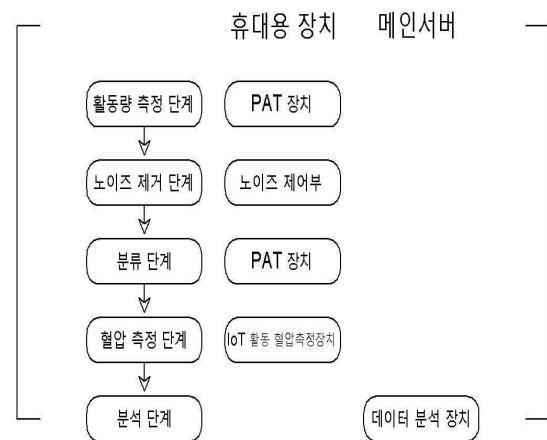 휴대용 장치 메인서버
활동량 측정 단계 PAT 장치
노이즈 제거 단계 노이즈 제어부
분류 단계 PAT 장치
혈압 측정 단계 IoT 활동 혈압측정장치
분석 단계 데이터 분석 장치